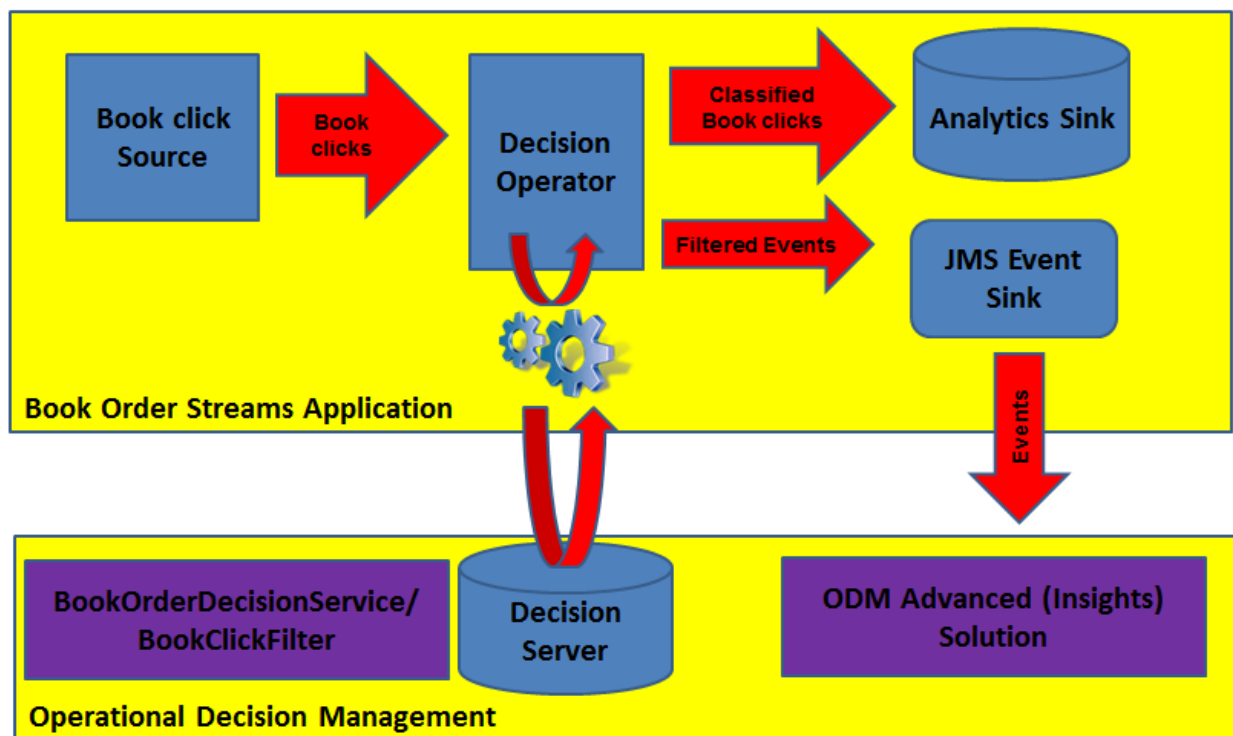 Book click
Source
Book
clicks
Decision
Operator
Classified
Book clicks
Analytics Sink
Filtered Events
JMS Event
Sink
Book Order Streams Application
Events
BookOrderDecisionService/
BookClickFilter
Decision
Server
ODM Advanced (Insights)
Solution
Operational Decision Management